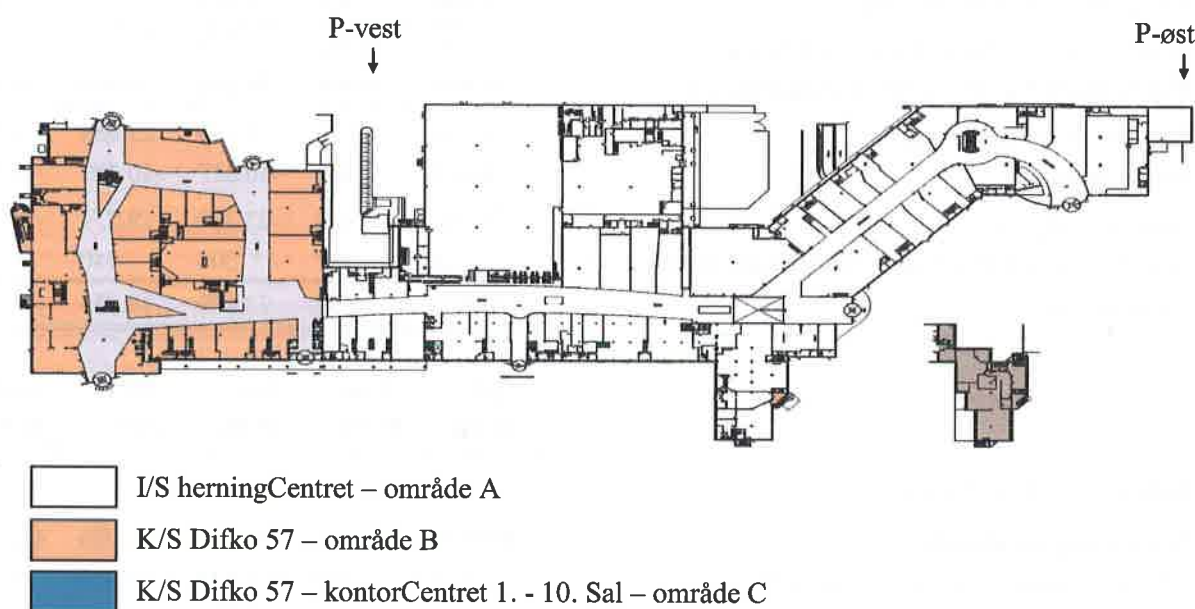 P-vest
P-øst
I/S herningCentret – område A
K/S Difko 57 – område B
K/S Difko 57 – kontorCentret 1. - 10. Sal – område C